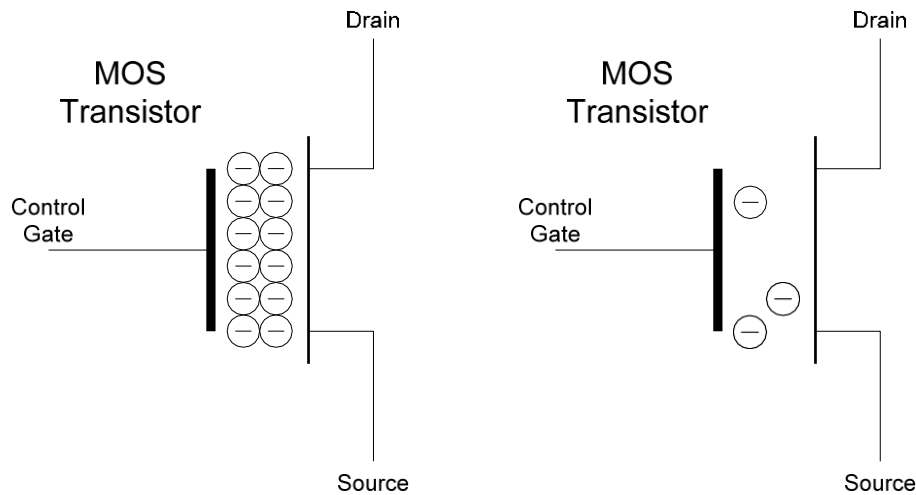 Drain
MOS
Transistor
Control
Gate
Source
Drain
MOS
Transistor
Control
Gate
Source